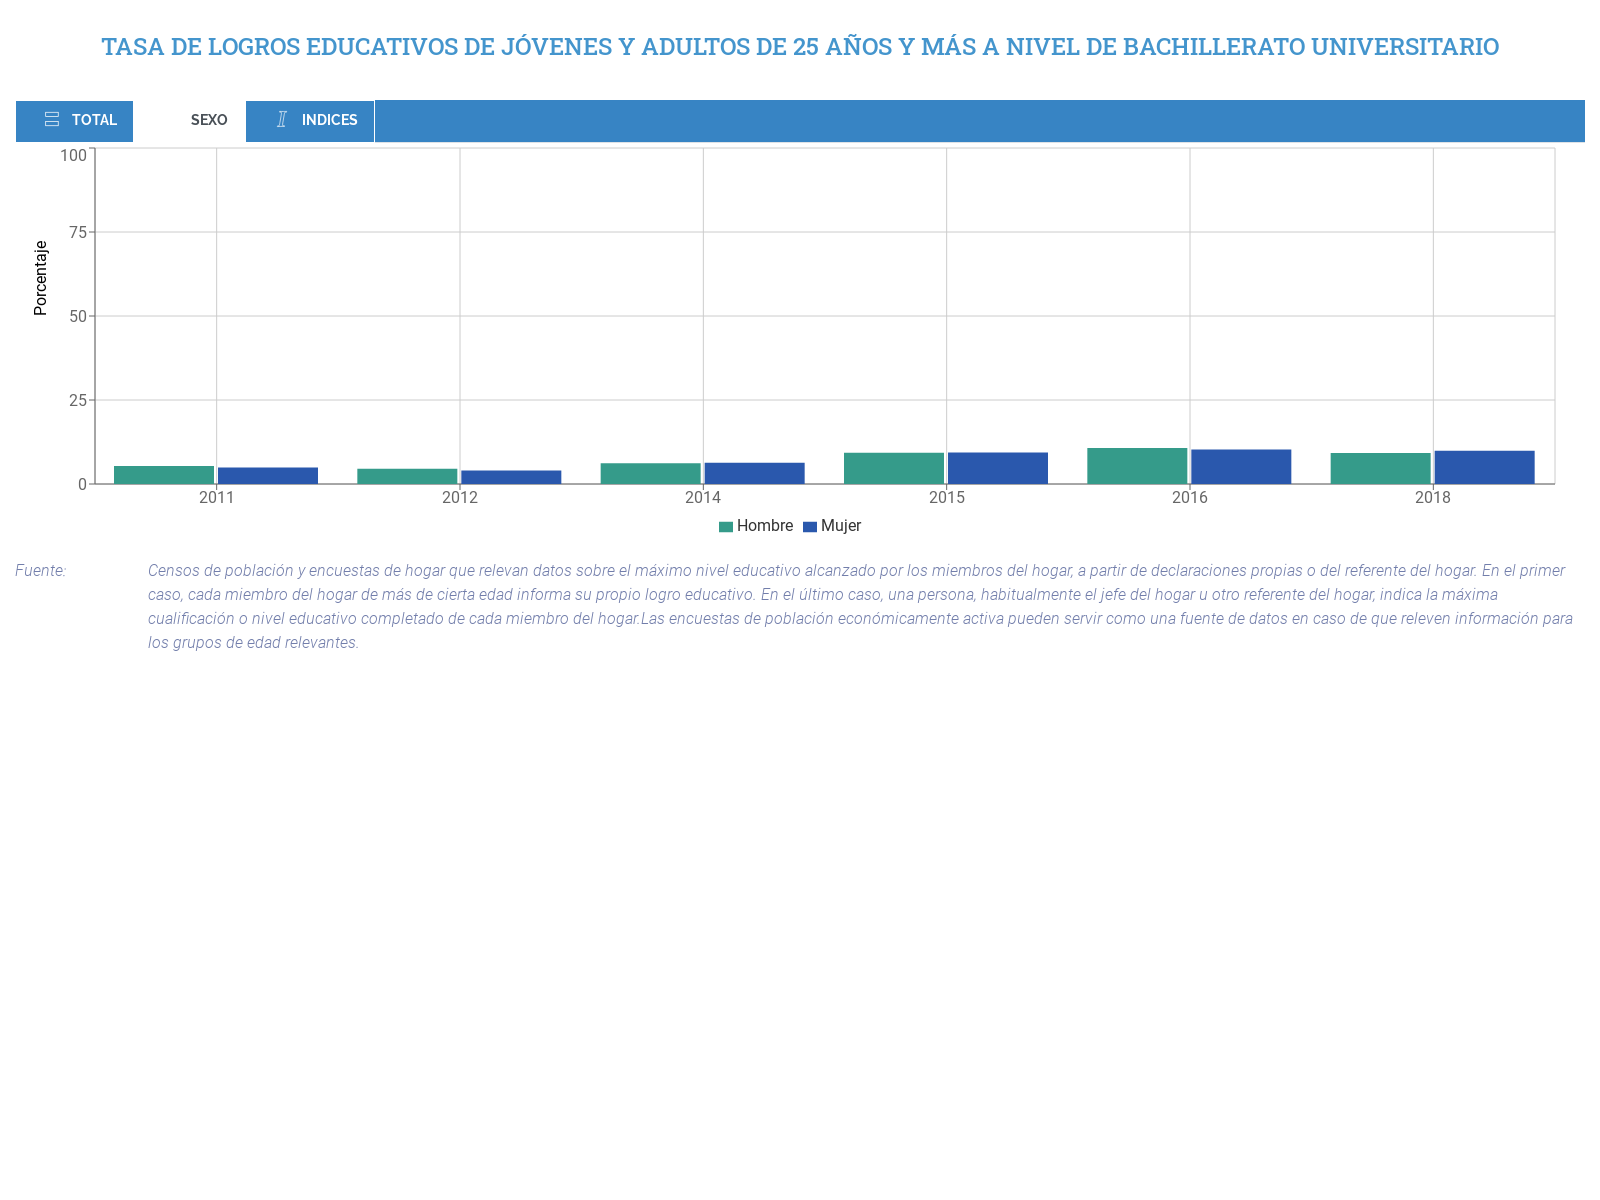 TASA DE LOGROS EDUCATIVOS DE JÓVENES Y ADULTOS DE 25 AÑOS Y MÁS A NIVEL DE BACHILLERATO UNIVERSITARIO
TOTAL SEXO INDICES
100
75
50
25
0
Porcentaje
2011 2012 2014 2015 2016 2018
Hombre Mujer
Fuente: Censos de población y encuestas de hogar que relevan datos sobre el máximo nivel educativo alcanzado por los miembros del hogar, a partir de declaraciones propias o del referente del hogar. En el primer
caso, cada miembro del hogar de más de cierta edad informa su propio logro educativo. En el último caso, una persona, habitualmente el jefe del hogar u otro referente del hogar, indica la máxima
cualificación o nivel educativo completado de cada miembro del hogar.Las encuestas de población económicamente activa pueden servir como una fuente de datos en caso de que releven información para
los grupos de edad relevantes.